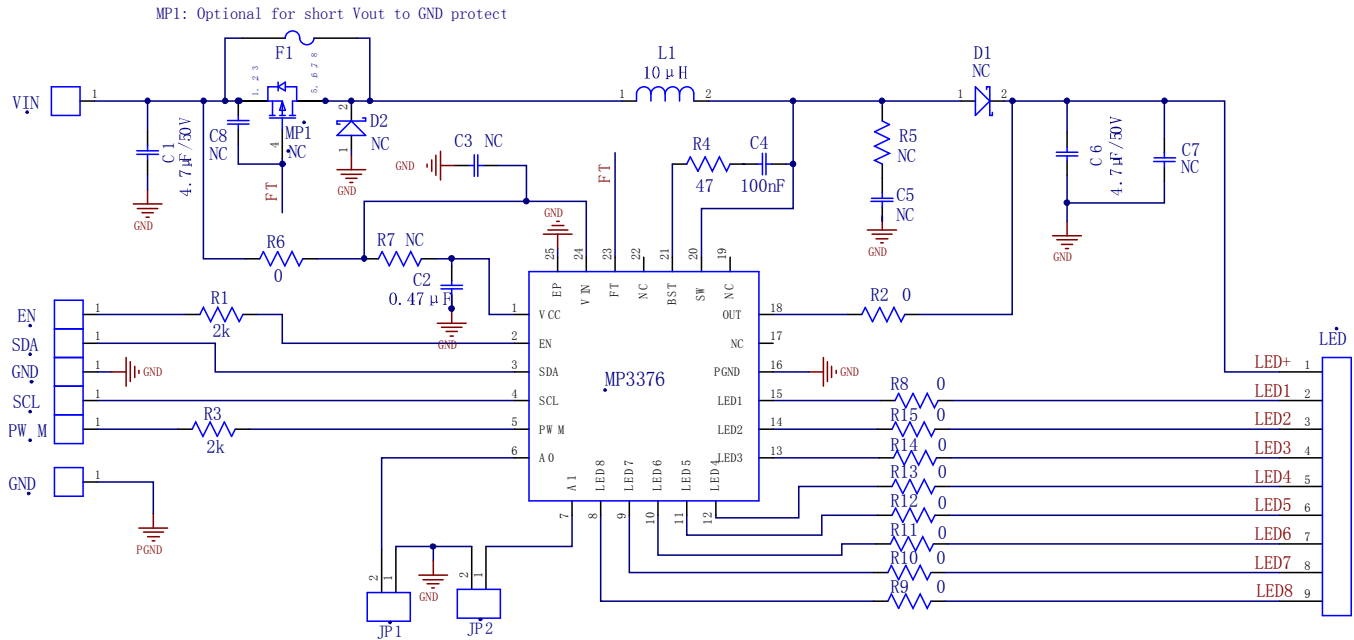 MP1: Optional for short Vout to GND protect
F1
1, 2, 3
5, 6, 7, 8
L1
10μH
D1
NC
VIN
1
1
2
1
2
C1
4.7μF/50V
C8
NC
MP1
NC
4
2
1
D2
NC
GND
GND
FT
C3 NC
GND
FT
R4
47
C4
100nF
R5
NC
C5
NC
GND
C6
4.7μF/50V
C7
NC
GND
GND
R6
0
R7 NC
C2
0.47μF
GND
25
24
23
22
21
20
19
EP
VIN
FT
NC
BST
SW
NC
EN
1
R1
2k
1
VCC
OUT
18
R2 0
SDA
1
2
EN
NC
17
GND
1
GND
3
SDA
PGND
16
GND
SCL
1
4
SCL
LED1
15
PWM
1
R3
2k
5
PWM
LED2
14
6
A0
LED3
13
MP3376
A1
LED8
LED7
LED6
LED5
LED4
7
8
9
10
11
12
GND
1
PGND
2
1
JP1
GND
2
1
JP2
R8 0
R15 0
R14 0
R13 0
R12 0
R11 0
R10 0
R9 0
LED
LED+ 1
LED1 2
LED2 3
LED3 4
LED4 5
LED5 6
LED6 7
LED7 8
LED8 9